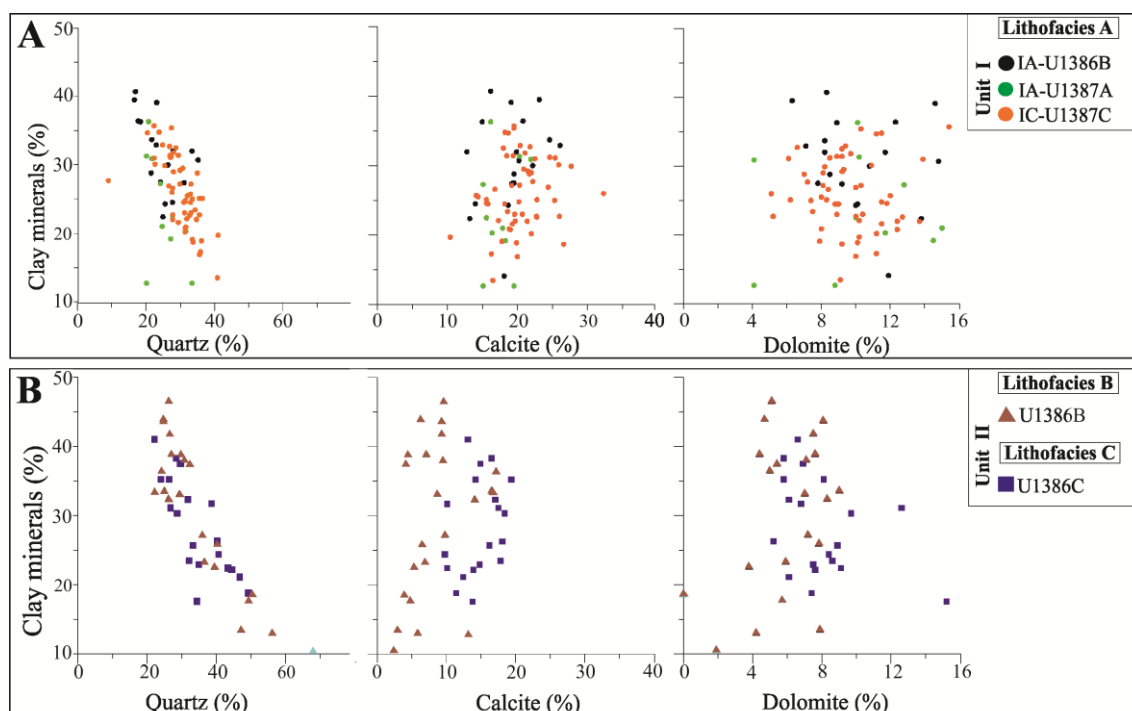 A
Clay minerals (%)
50
40
30
20
10
0 20 40 60
Quartz (%)
0 10 20 30 40
Calcite (%)
0 4 8 12 16
Dolomite (%)
Lithofacies A
Unit I
IA-U1386B
IA-U1387A
IC-U1387C
B
Clay minerals (%)
50
40
30
20
10
0 20 40 60
Quartz (%)
0 10 20 30 40
Calcite (%)
0 4 8 12 16
Dolomite (%)
Lithofacies B
Unit II
U1386B
Lithofacies C
U1386C